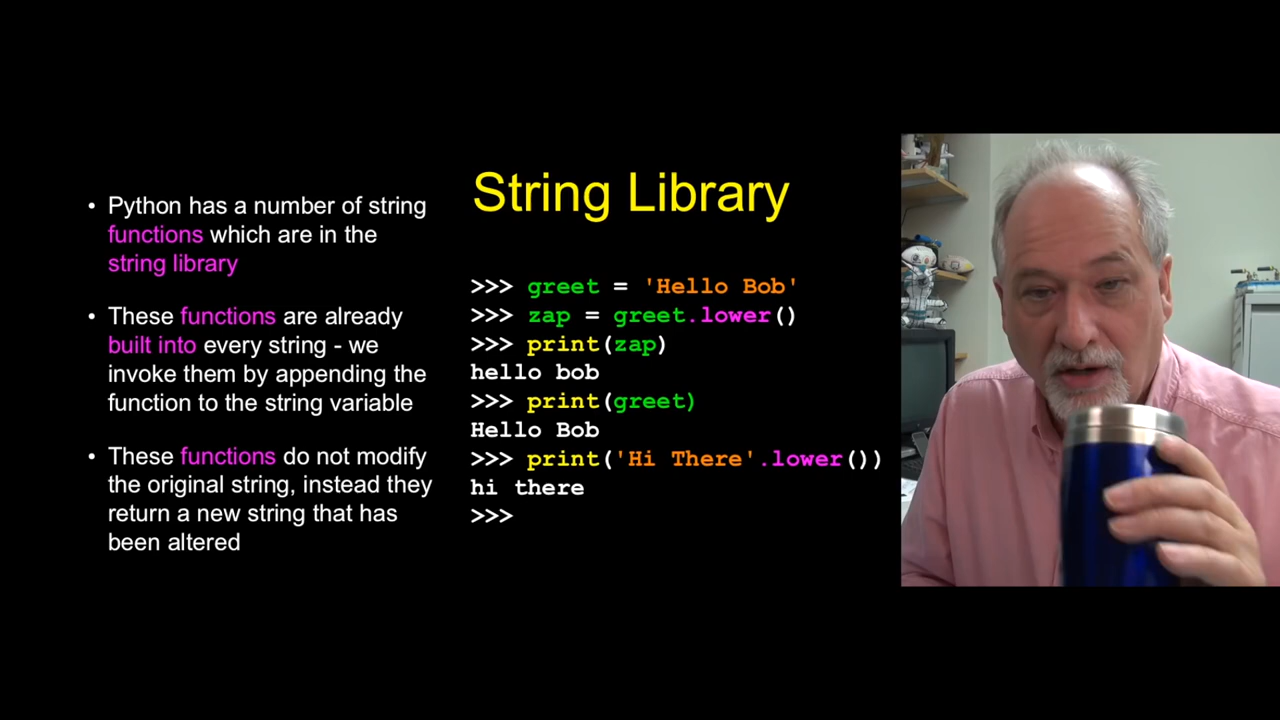 String Library
• Python has a number of string
functions which are in the
string library
• These functions are already
built into every string - we
invoke them by appending the
function to the string variable
• These functions do not modify
the original string, instead they
return a new string that has
been altered
>>> greet = 'Hello Bob'
>>> zap = greet.lower()
>>> print(zap)
hello bob
>>> print(greet)
Hello Bob
>>> print('Hi There'.lower())
hi there
>>>